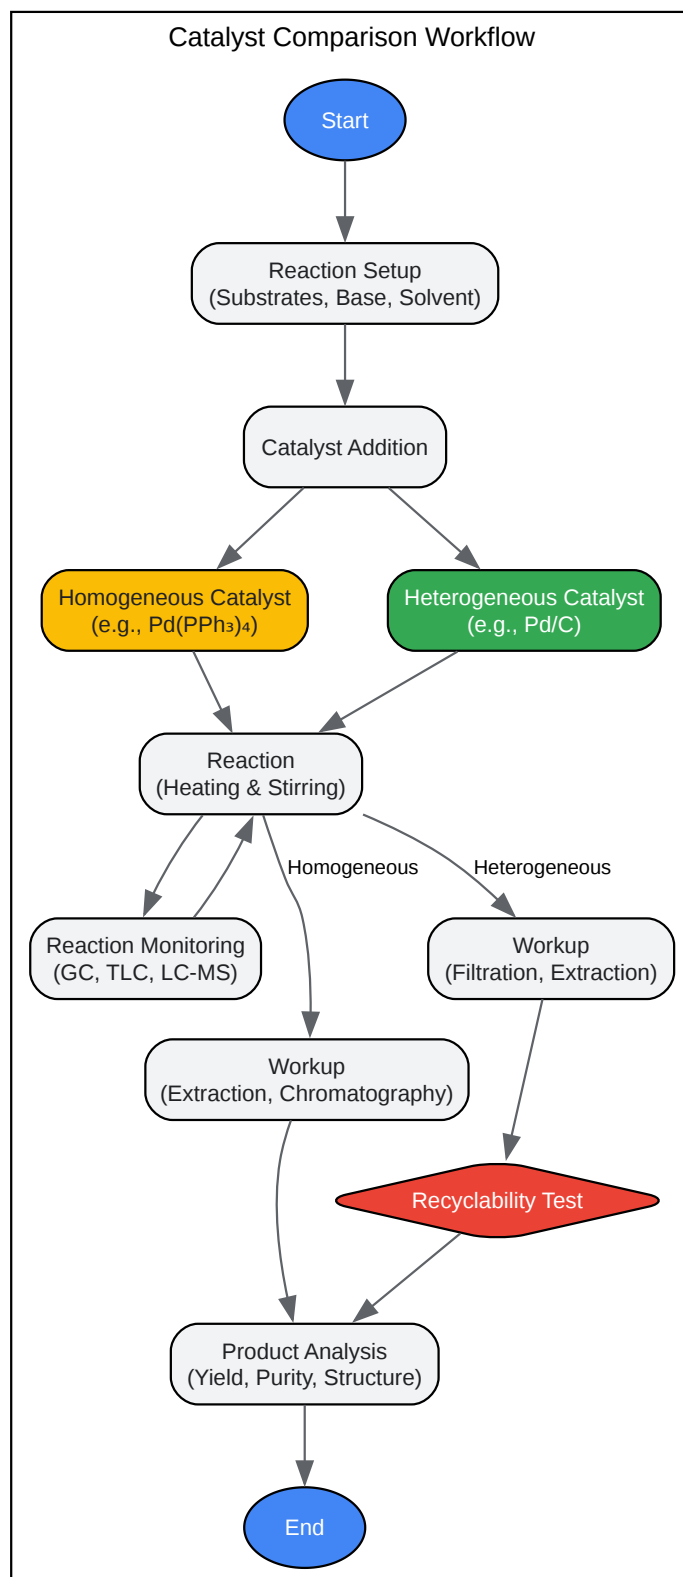 Catalyst Comparison Workflow
Start
Reaction Setup
(Substrates, Base, Solvent)
Catalyst Addition
Homogeneous Catalyst
(e.g., Pd(PPh₃)₄)
Heterogeneous Catalyst
(e.g., Pd/C)
Reaction
(Heating & Stirring)
Homogeneous
Heterogeneous
Reaction Monitoring
(GC, TLC, LC-MS)
Workup
(Filtration, Extraction)
Workup
(Extraction, Chromatography)
Recyclability Test
Product Analysis
(Yield, Purity, Structure)
End